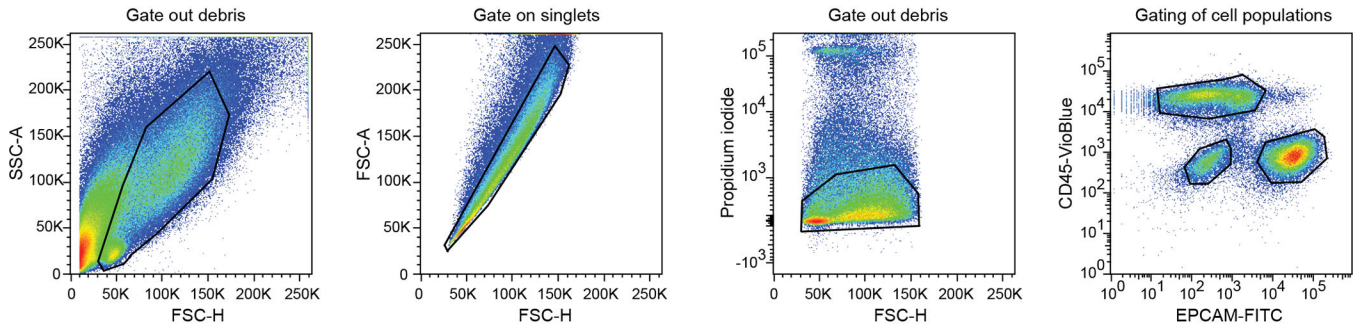 Gate out debris
SSC-A
250K
200K
150K
100K
50K
0
0 50K 100K 150K 200K 250K
FSC-H
Gate on singlets
FSC-A
250K
200K
150K
100K
50K
0
0 50K 100K 150K 200K 250K
FSC-H
Gate out debris
Propidium iodide
10⁵
10⁴
10³
-10³
0 50K 100K 150K 200K 250K
FSC-H
Gating of cell populations
CD45-VioBlue
10⁵
10⁴
10³
10²
10¹
10⁰
10⁰ 10¹ 10² 10³ 10⁴ 10⁵
EPCAM-FITC